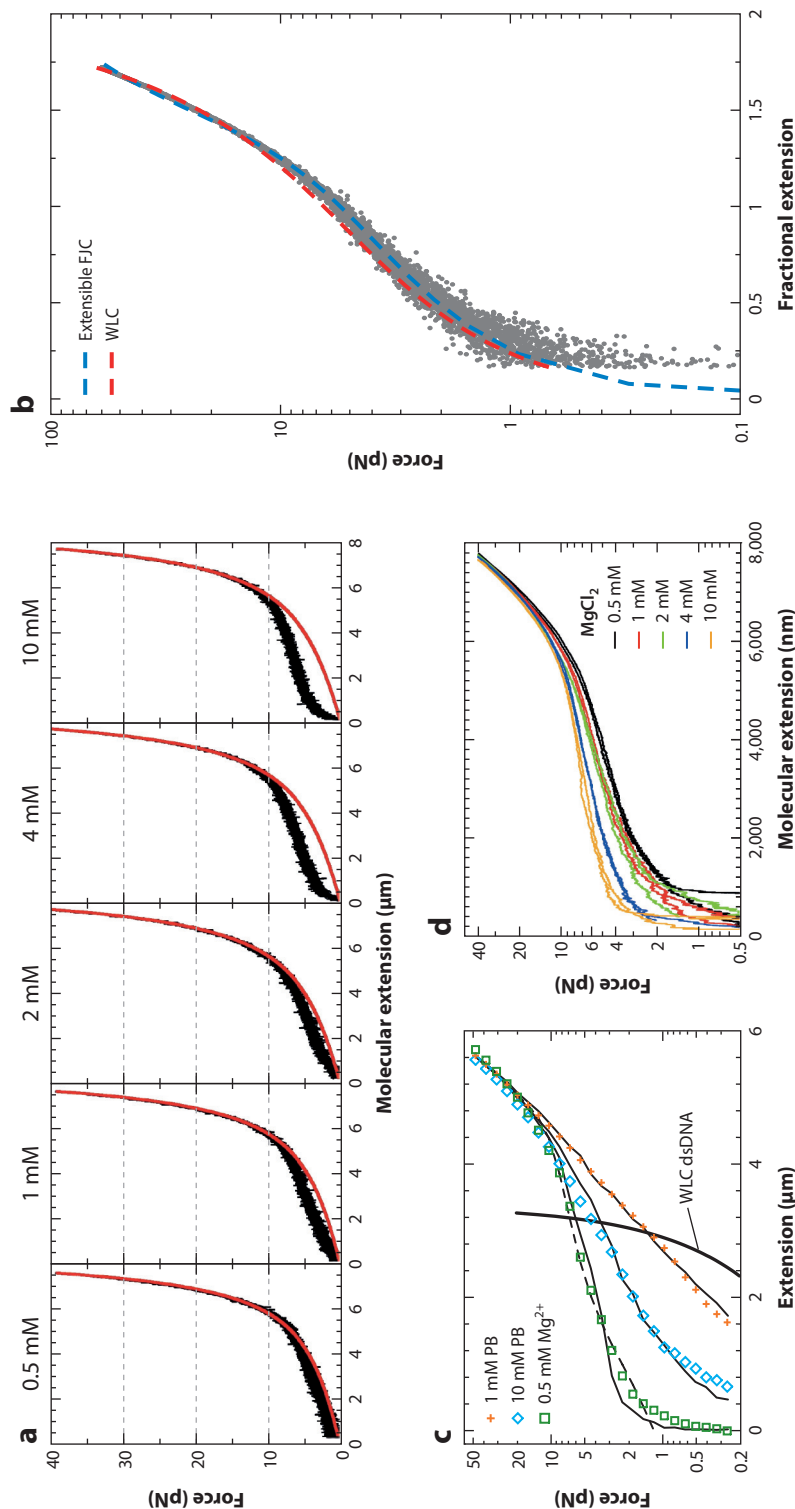 a
0.5 mM
1 mM
2 mM
4 mM
10 mM
Force (pN)
40
30
20
10
0
0 2 4 6
0 2 4 6
0 2 4 6
0 2 4 6
0 2 4 6 8
Molecular extension (µm)
b
Extensible FJC
WLC
Force (pN)
100
10
1
0.1
0 0.5 1 1.5 2
Fractional extension
c
1 mM PB
10 mM PB
0.5 mM Mg²⁺
WLC dsDNA
Force (pN)
50
20
10
5
2
1
0.5
0.2
0 2 4 6
Extension (µm)
d
Force (pN)
40
20
10
6
4
2
1
0.5
MgCl₂
0.5 mM
1 mM
2 mM
4 mM
10 mM
0 2,000 4,000 6,000 8,000
Molecular extension (nm)